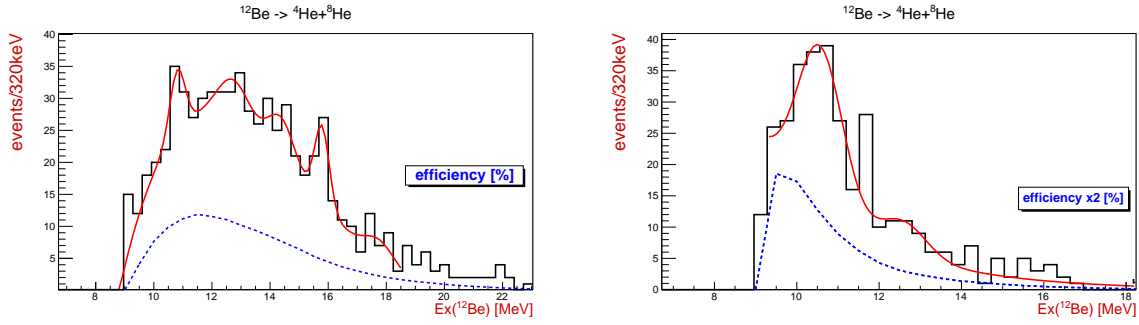 ¹²Be -> ⁴He+⁸He
events/320keV
40
35
30
25
20
15
10
5
efficiency [%]
8 10 12 14 16 18 20 22
Ex(¹²Be) [MeV]
¹²Be -> ⁴He+⁸He
events/320keV
40
35
30
25
20
15
10
5
0
efficiency x2 [%]
8 10 12 14 16 18
Ex(¹²Be) [MeV]